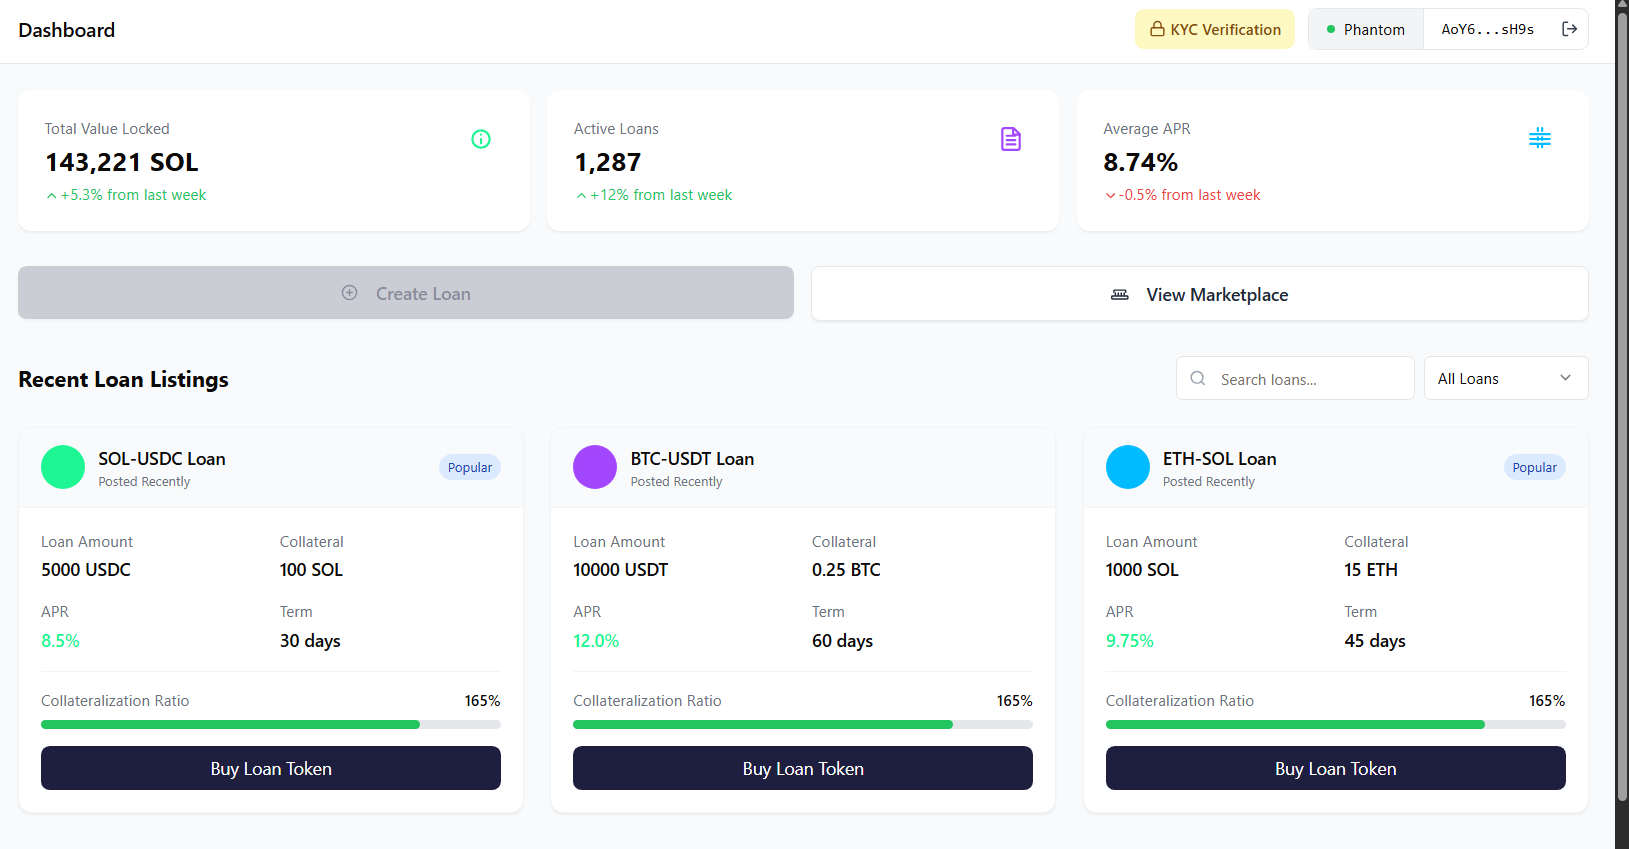 Dashboard
KYC Verification
Phantom
AoY6...sH9s
Total Value Locked
143,221 SOL
+5.3% from last week
Active Loans
1,287
+12% from last week
Average APR
8.74%
-0.5% from last week
Create Loan
View Marketplace
Recent Loan Listings
Search loans...
All Loans
SOL-USDC Loan
Posted Recently
Popular
Loan Amount
Collateral
5000 USDC
100 SOL
APR
Term
8.5%
30 days
Collateralization Ratio
165%
Buy Loan Token
BTC-USDT Loan
Posted Recently
Loan Amount
Collateral
10000 USDT
0.25 BTC
APR
Term
12.0%
60 days
Collateralization Ratio
165%
Buy Loan Token
ETH-SOL Loan
Posted Recently
Popular
Loan Amount
Collateral
1000 SOL
15 ETH
APR
Term
9.75%
45 days
Collateralization Ratio
165%
Buy Loan Token